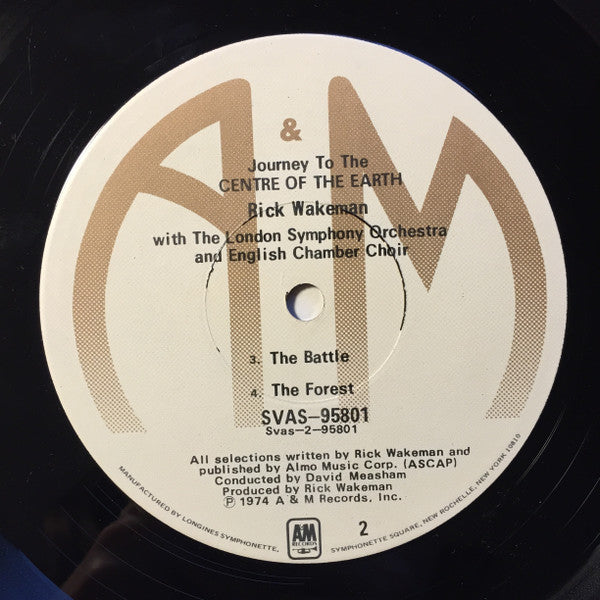 A & M
Journey To The
CENTRE OF THE EARTH
Rick Wakeman
with The London Symphony Orchestra
and English Chamber Choir
3. The Battle
4. The Forest
SVAS-95801
Svas-2-95801
All selections written by Rick Wakeman and
published by Almo Music Corp. (ASCAP)
Conducted by David Measham
Produced by Rick Wakeman
Ⓟ 1974 A & M Records, Inc.
2
MANUFACTURED BY LONGINES SYMPHONETTE, SYMPHONETTE SQUARE, NEW ROCHELLE, NEW YORK 10810
A&M
RECORDS